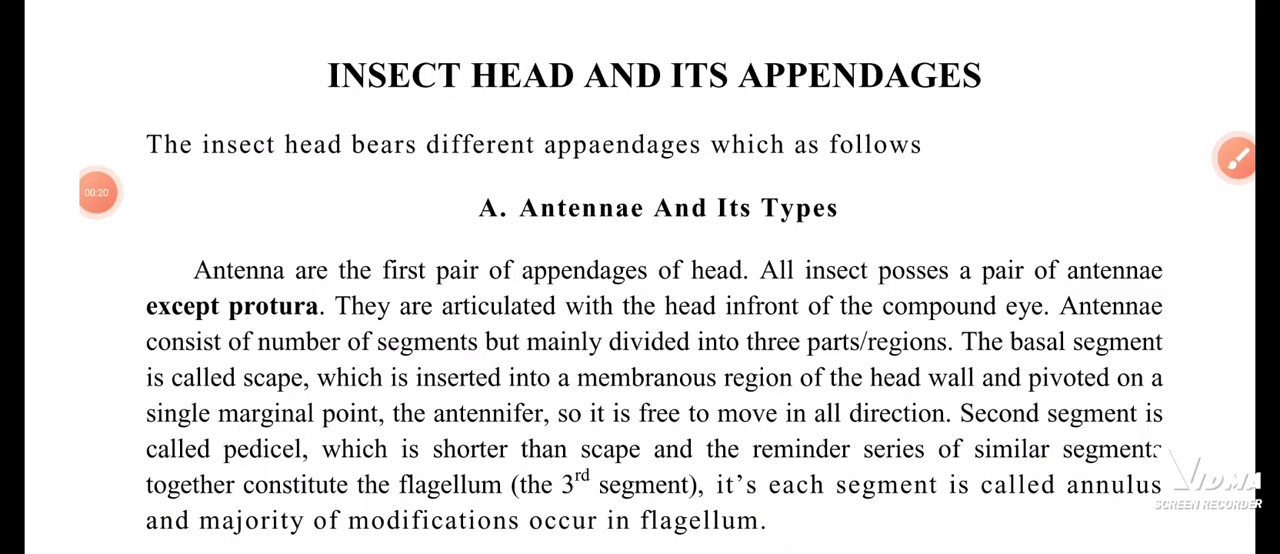 INSECT HEAD AND ITS APPENDAGES
The insect head bears different appaendages which as follows
00:20
A. Antennae And Its Types
Antenna are the first pair of appendages of head. All insect posses a pair of antennae
except protura. They are articulated with the head infront of the compound eye. Antennae
consist of number of segments but mainly divided into three parts/regions. The basal segment
is called scape, which is inserted into a membranous region of the head wall and pivoted on a
single marginal point, the antennifer, so it is free to move in all direction. Second segment is
called pedicel, which is shorter than scape and the reminder series of similar segments
together constitute the flagellum (the 3rd segment), it's each segment is called annulus
and majority of modifications occur in flagellum.
VIDMA
SCREEN RECORDER